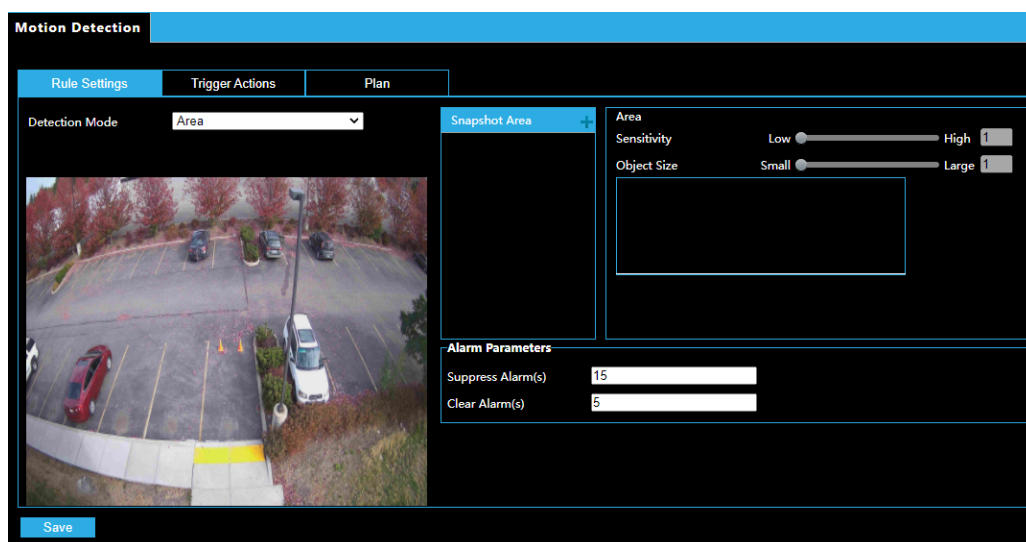 Motion Detection
Rule Settings Trigger Actions Plan
Detection Mode Area
Snapshot Area +
Area
Sensitivity Low High 1
Object Size Small Large 1
Alarm Parameters
Suppress Alarm(s) 15
Clear Alarm(s) 5
Save